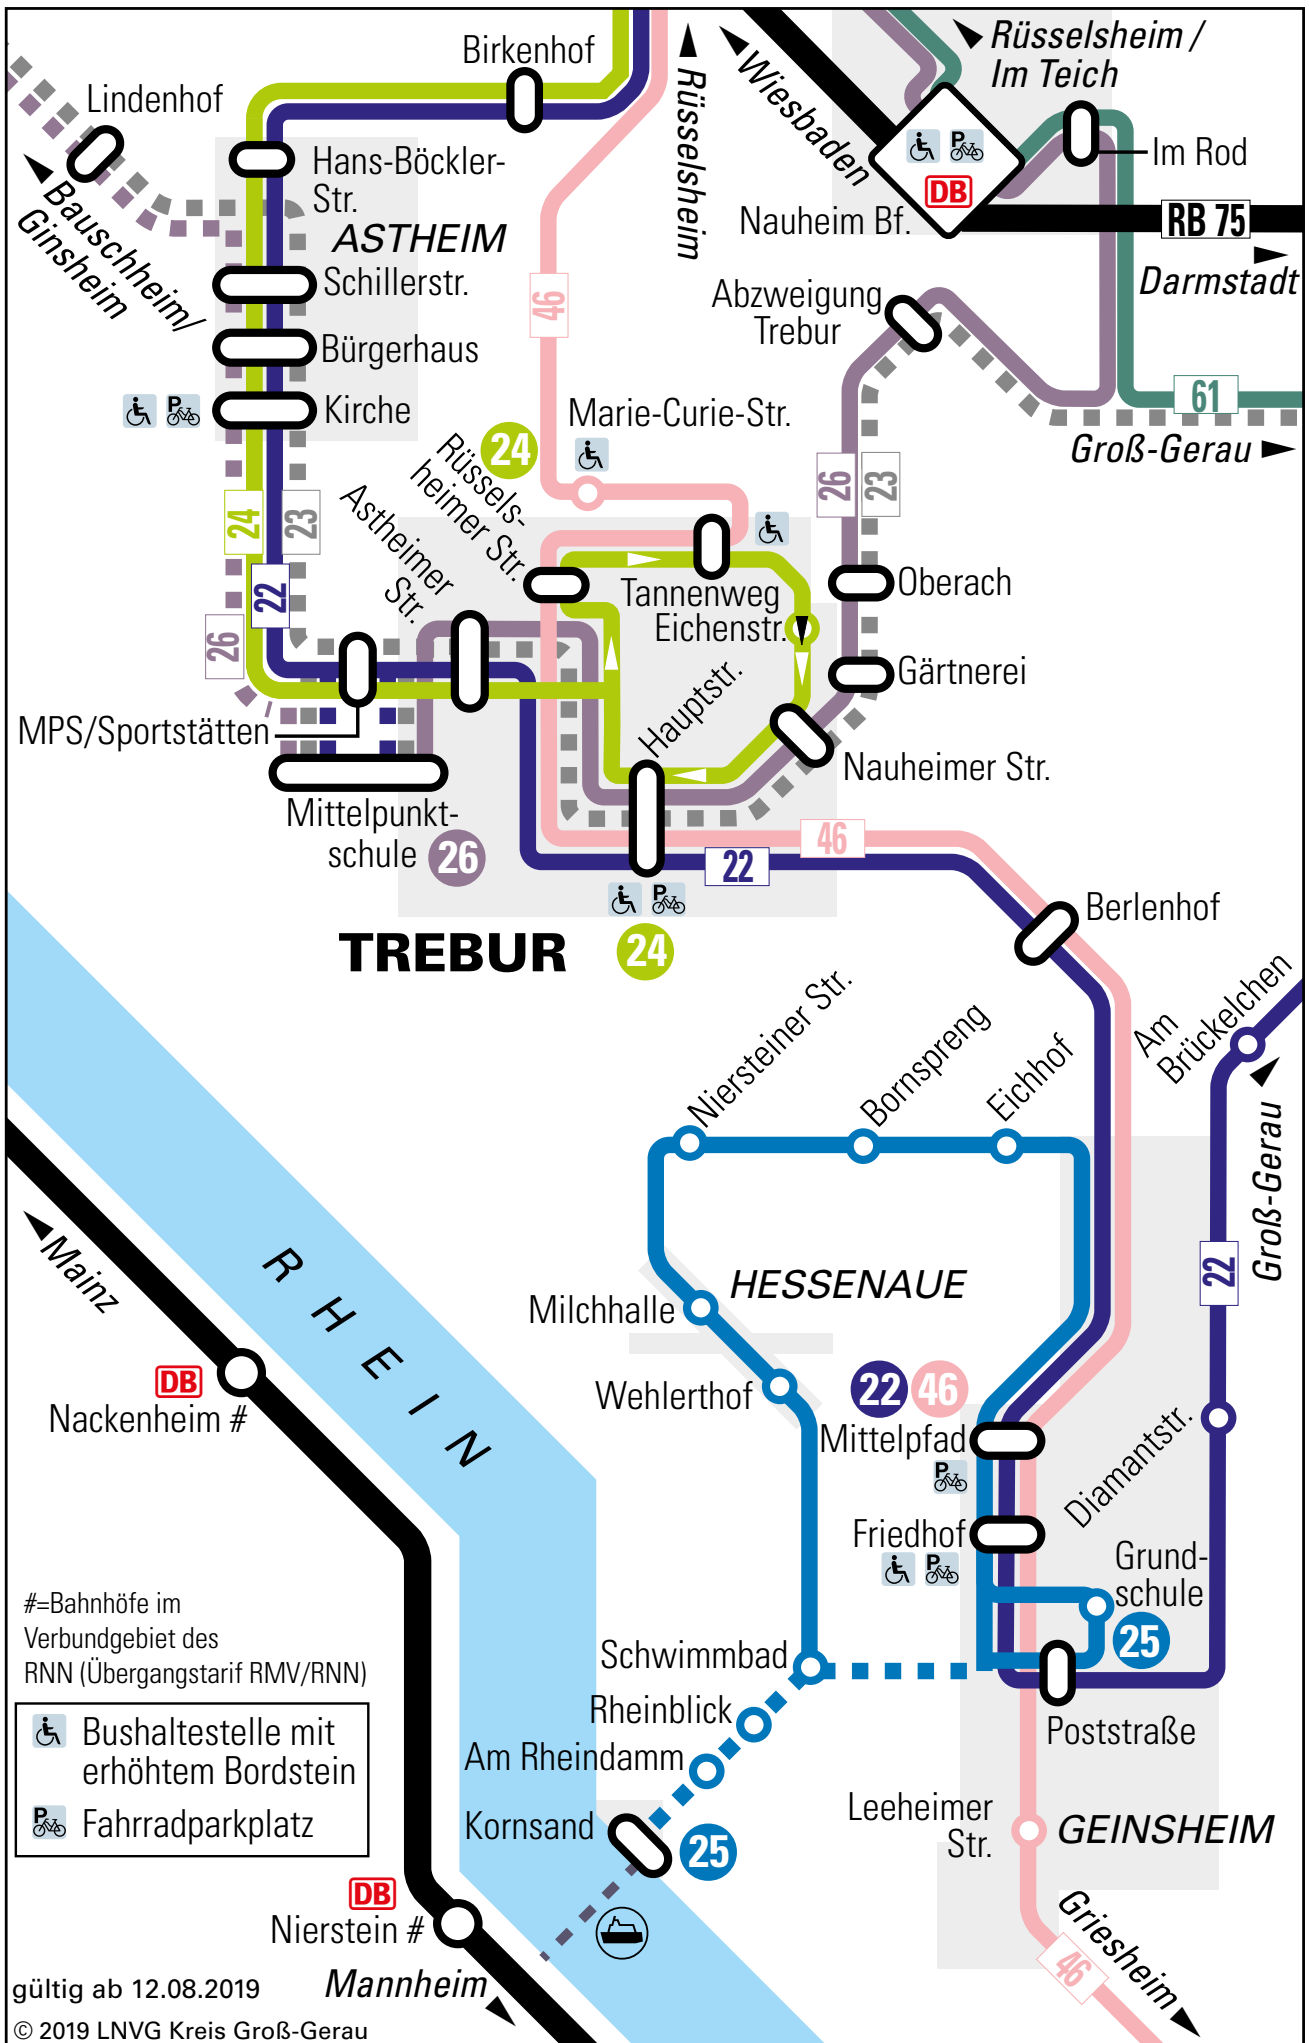 Birkenhof
Lindenhof
Hans-Böckler-
Str.
ASTHEIM
Bauschheim/
Ginsheim
Schillerstr.
Bürgerhaus
Kirche
Rüsselsheim
Wiesbaden
Rüsselsheim /
Im Teich
Im Rod
DB
Nauheim Bf.
RB 75
Darmstadt
Abzweigung
Trebur
61
Groß-Gerau
46
Marie-Curie-Str.
24
Rüssels-
heimer Str.
Astheimer
Str.
24
23
22
26
26
23
Tannenweg
Eichenstr.
Oberach
Gärtnerei
Hauptstr.
Nauheimer Str.
MPS/Sportstätten
Mittelpunkt-
schule
26
46
22
TREBUR
24
Berlenhof
Niersteiner Str.
Bornspreng
Eichhof
Am
Brückelchen
Groß-Gerau
22
Mainz
RHEIN
HESSENAUE
Milchhalle
Wehlerthof
DB
Nackenheim #
22
46
Mittelpfad
Diamantstr.
Friedhof
Grund-
schule
25
Schwimmbad
Rheinblick
Am Rheindamm
Kornsand
25
Poststraße
Leeheimer
Str.
GEINSHEIM
Griesheim
46
#=Bahnhöfe im
Verbundgebiet des
RNN (Übergangstarif RMV/RNN)
Bushaltestelle mit
erhöhtem Bordstein
P
Fahrradparkplatz
DB
Nierstein #
Mannheim
gültig ab 12.08.2019
© 2019 LNVG Kreis Groß-Gerau